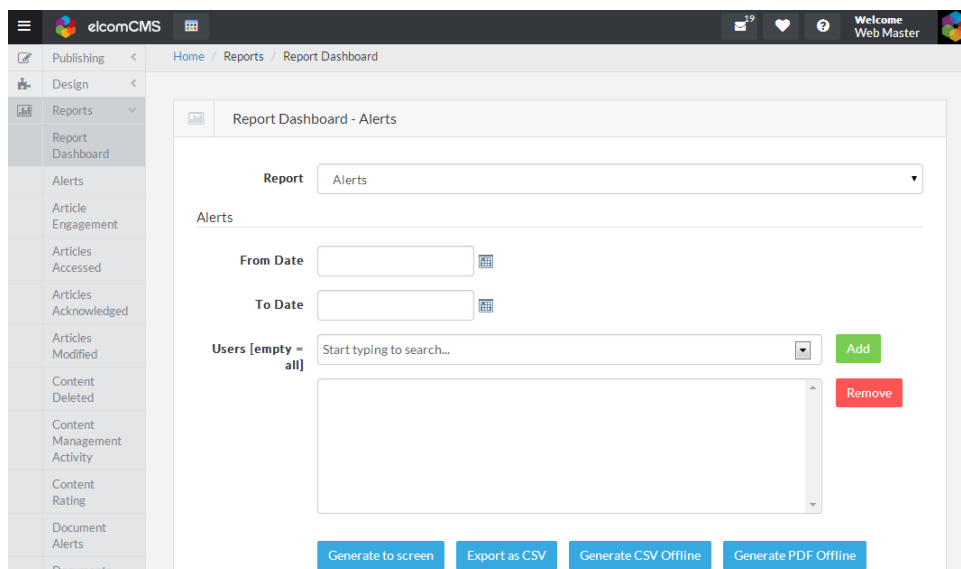 elcomCMS
19
?
Welcome
Web Master
Publishing
Design
Reports
Report
Dashboard
Alerts
Article
Engagement
Articles
Accessed
Articles
Acknowledged
Articles
Modified
Content
Deleted
Content
Management
Activity
Content
Rating
Document
Alerts
Home / Reports / Report Dashboard
Report Dashboard - Alerts
Report
Alerts
Alerts
From Date
To Date
Users [empty =
all]
Start typing to search...
Add
Remove
Generate to screen
Export as CSV
Generate CSV Offline
Generate PDF Offline